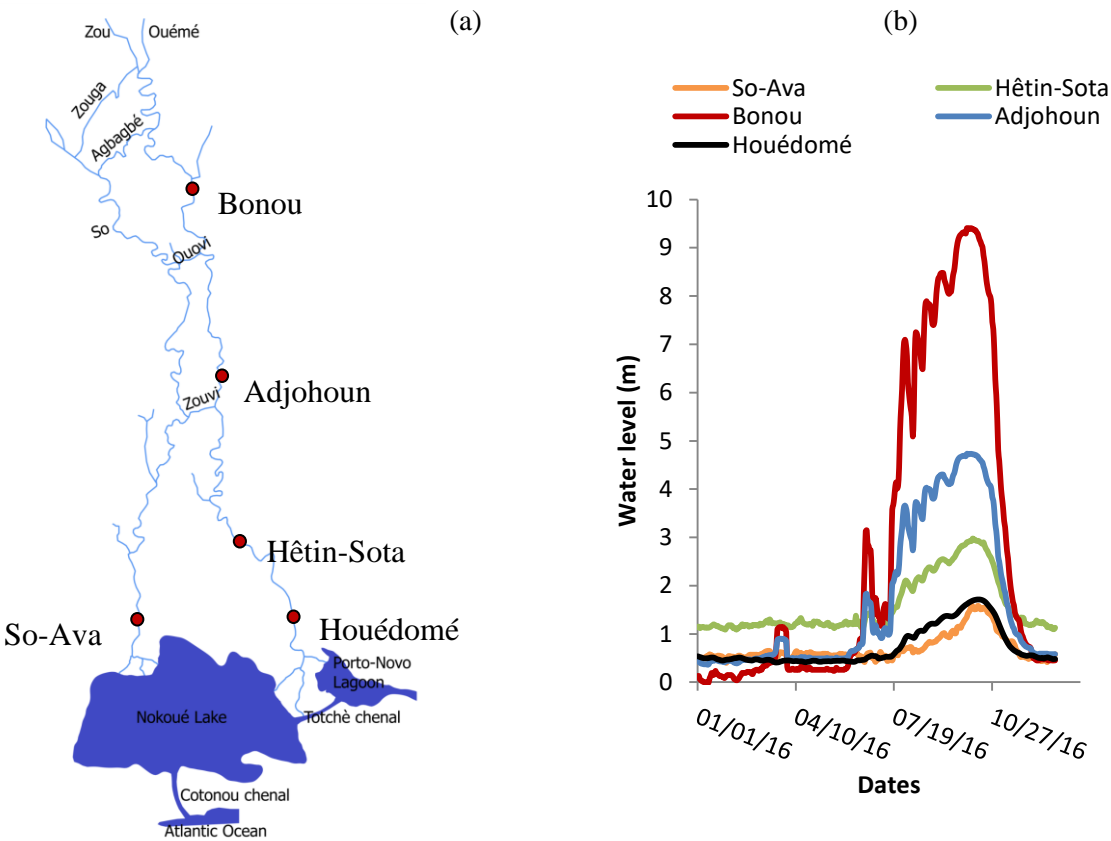 (a)
Zou
Ouémé
Zouga
Agbagbé
Bonou
So
Ouovi
Adjohoun
Zouvi
Hêtin-Sota
So-Ava
Houédomé
Porto-Novo
Lagoon
Nokoué Lake
Totchè chenal
Cotonou chenal
Atlantic Ocean
(b)
So-Ava
Hêtin-Sota
Bonou
Adjohoun
Houédomé
Water level (m)
10
9
8
7
6
5
4
3
2
1
0
01/01/16
04/10/16
07/19/16
10/27/16
Dates